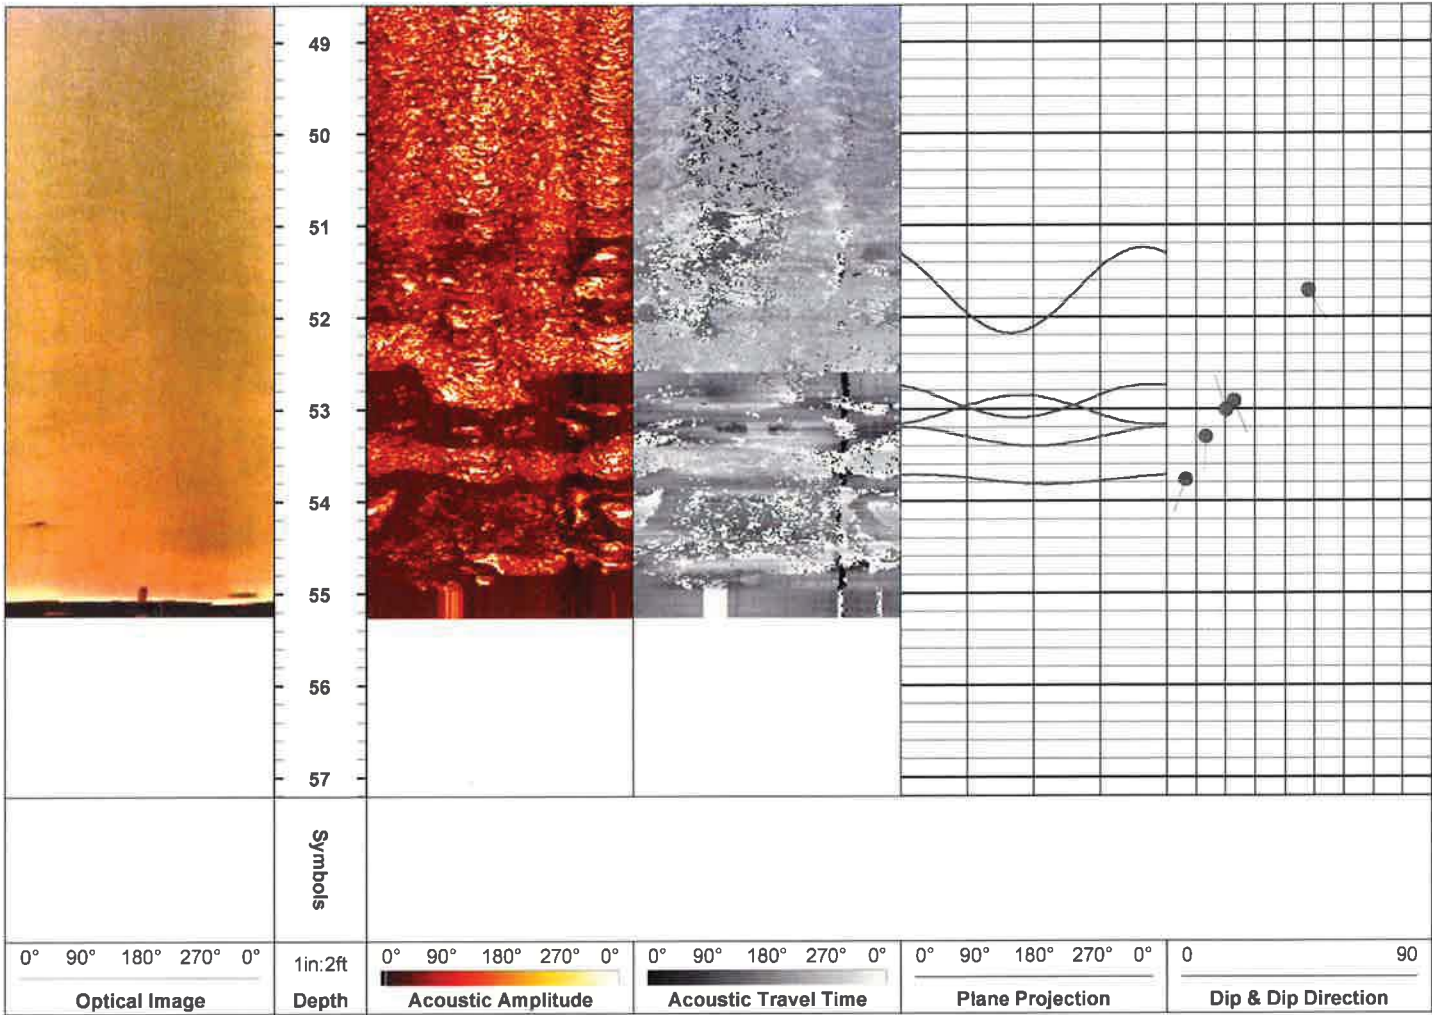 49
50
51
52
53
54
55
56
57
Symbols
0° 90° 180° 270° 0°
1in:2ft
0° 90° 180° 270° 0°
0° 90° 180° 270° 0°
0° 90° 180° 270° 0°
0 90
Optical Image
Depth
Acoustic Amplitude
Acoustic Travel Time
Plane Projection
Dip & Dip Direction